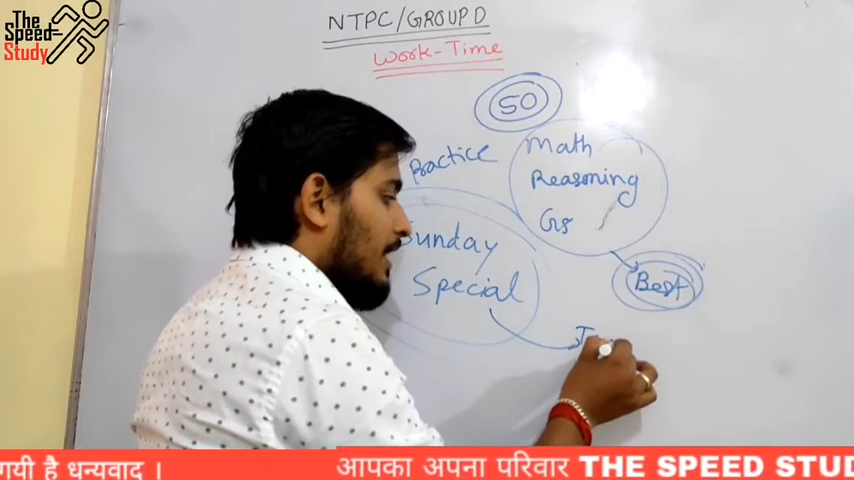 The
Speed
Study
NTPC/GROUP D
Work-Time
50
Practice
Math
Reasoning
GS
Sunday
Special
Best
गयी है धन्यवाद । आपका अपना परिवार THE SPEED STUD